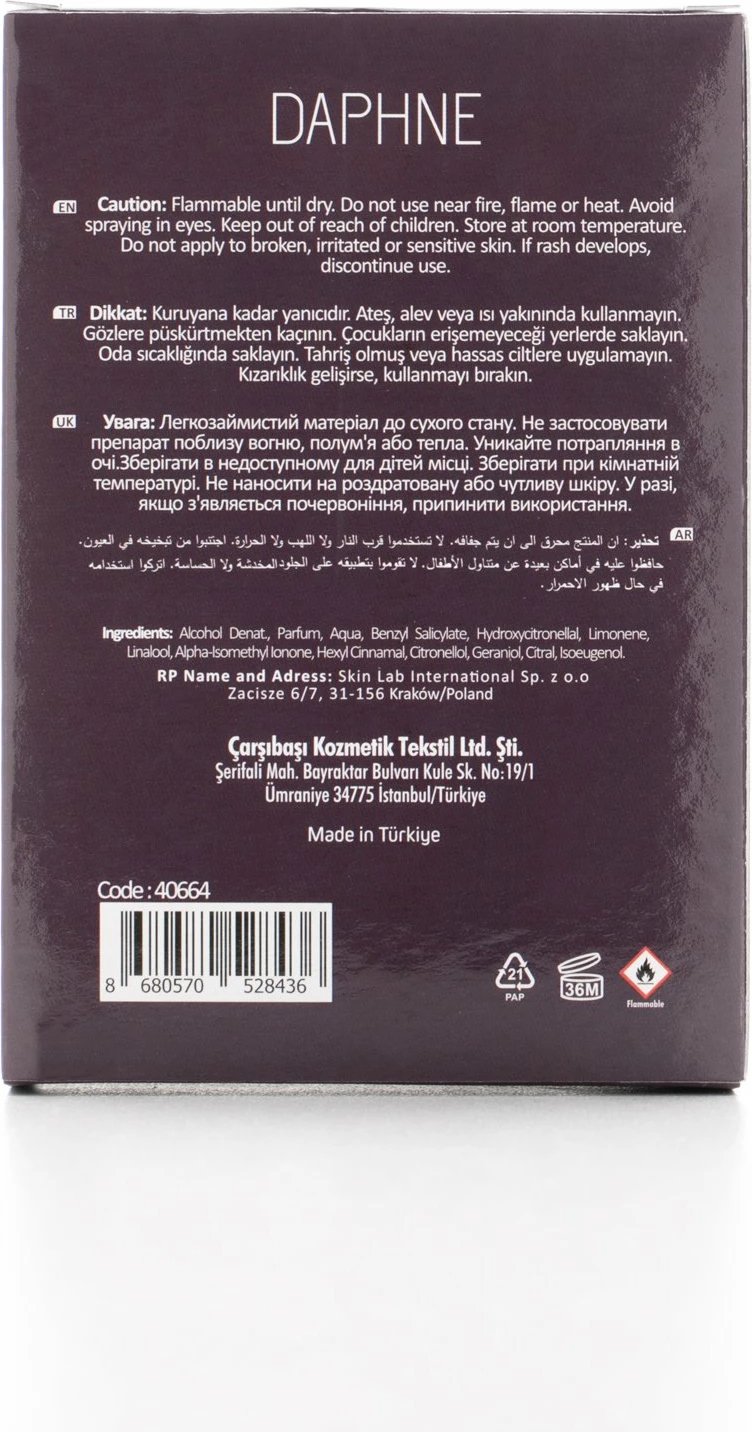 DAPHNE
EN Caution: Flammable until dry. Do not use near fire, flame or heat. Avoid
spraying in eyes. Keep out of reach of children. Store at room temperature.
Do not apply to broken, irritated or sensitive skin. If rash develops,
discontinue use.
TR Dikkat: Kuruyana kadar yanıcıdır. Ateş, alev veya ısı yakınında kullanmayın.
Gözlere püskürtmekten kaçının. Çocukların erişemeyeceği yerlerde saklayın.
Oda sıcaklığında saklayın. Tahriş olmuş veya hassas ciltlere uygulamayın.
Kızarıklık gelişirse, kullanmayı bırakın.
UK Увага: Легкозаймистий матеріал до сухого стану. Не застосовувати
препарат поблизу вогню, полум'я або тепла. Уникайте потрапляння в
очі.Зберігати в недоступному для дітей місці. Зберігати при кімнатній
температурі. Не наносити на роздратовану або чутливу шкіру. У разі,
якщо з'являється почервоніння, припинити використання.
AR تحذير: ان المنتج محرق الى ان يتم جفافه. لا تستخدموا قرب النار ولا اللهب ولا الحرارة. اجتنبوا من تبخيخه في العيون.
حافظوا عليه في أماكن بعيدة عن متناول الأطفال. لا تقوموا بتطبيقه على الجلود المخدشة ولا الحساسة. اتركوا استخدامه
في حال ظهور الاحمرار.
Ingredients: Alcohol Denat., Parfum, Aqua, Benzyl Salicylate, Hydroxycitronellal, Limonene,
Linalool, Alpha-Isomethyl Ionone, Hexyl Cinnamal, Citronellol, Geraniol, Citral, Isoeugenol.
RP Name and Adress: Skin Lab International Sp. z o.o
Zacisze 6/7, 31-156 Kraków/Poland
Çarşıbaşı Kozmetik Tekstil Ltd. Şti.
Şerifali Mah. Bayraktar Bulvarı Kule Sk. No:19/1
Ümraniye 34775 İstanbul/Türkiye
Made in Türkiye
Code : 40664
8 680570 528436
21
PAP
36M
Flammable